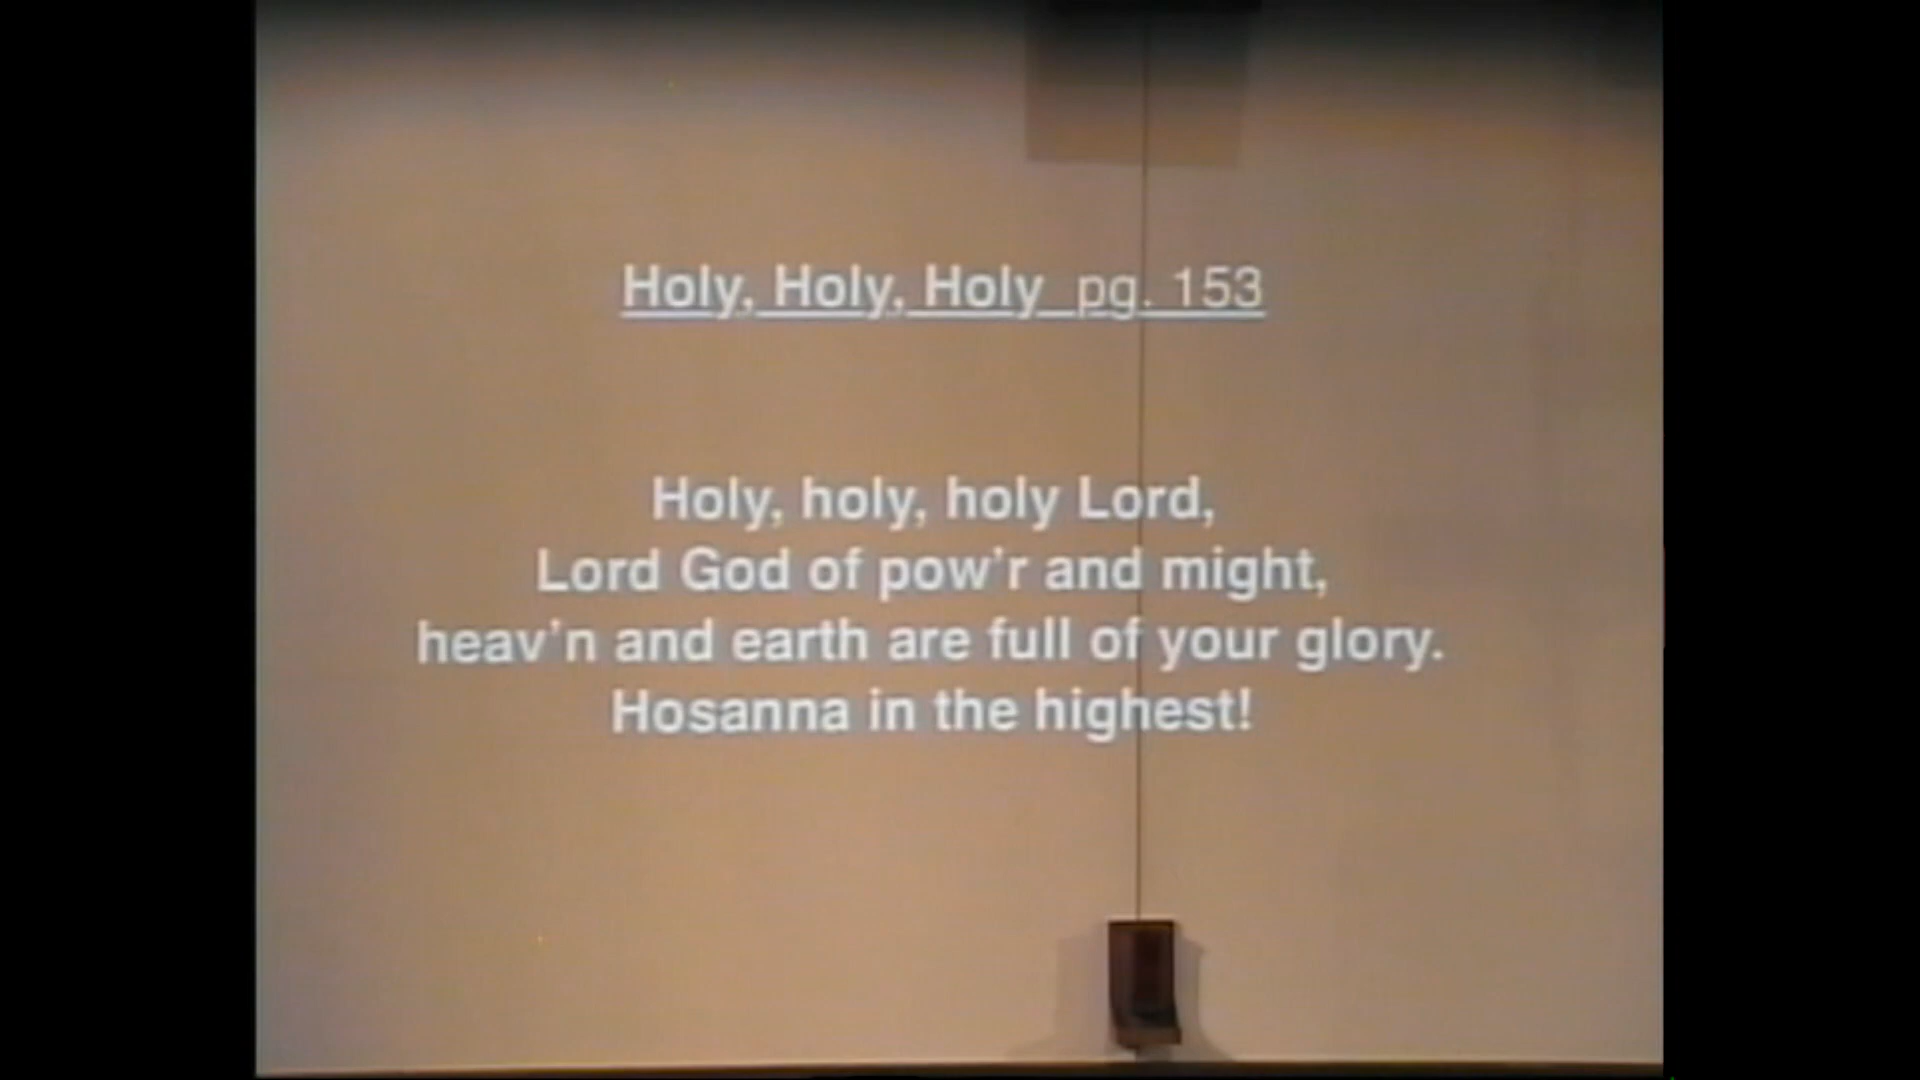 Holy, Holy, Holy pg. 153
Holy, holy, holy Lord,
Lord God of pow'r and might,
heav'n and earth are full of your glory.
Hosanna in the highest!